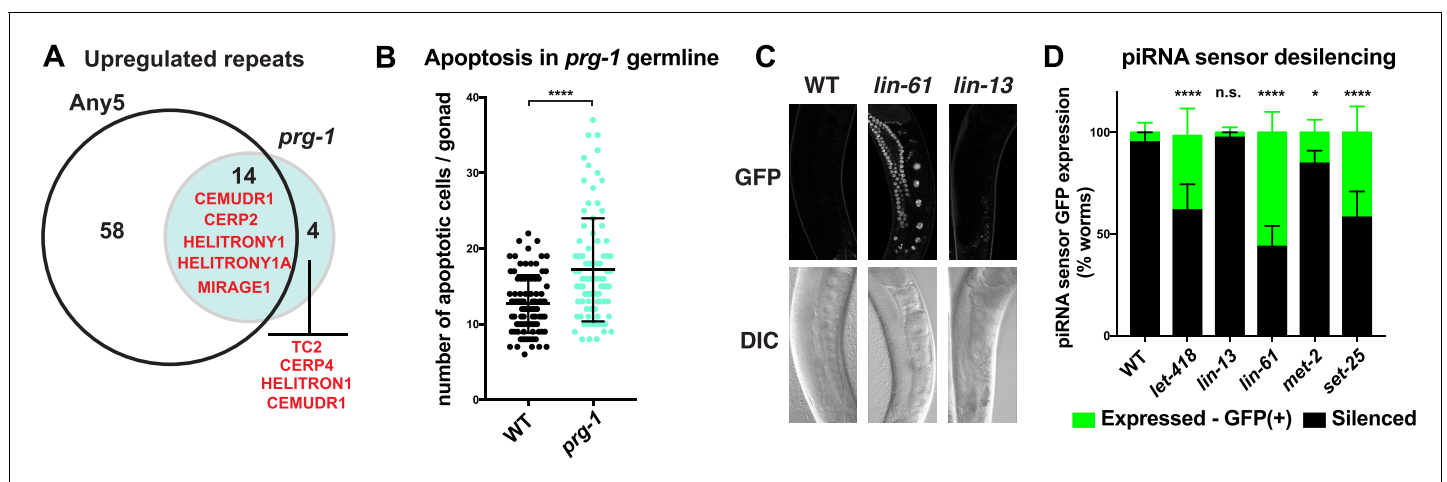 A Upregulated repeats
Any5
prg-1
14
CEMUDR1
CERP2
HELITRONY1
HELITRONY1A
MIRAGE1
58
4
TC2
CERP4
HELITRON1
CEMUDR1
B Apoptosis in prg-1 germline
****
number of apoptotic cells / gonad
40
30
20
10
0
WT
prg-1
C
WT lin-61 lin-13
GFP
DIC
D piRNA sensor desilencing
**** n.s. **** * ****
piRNA sensor GFP expression
(% worms)
100
50
0
WT let-418 lin-13 lin-61 met-2 set-25
Expressed - GFP(+) Silenced